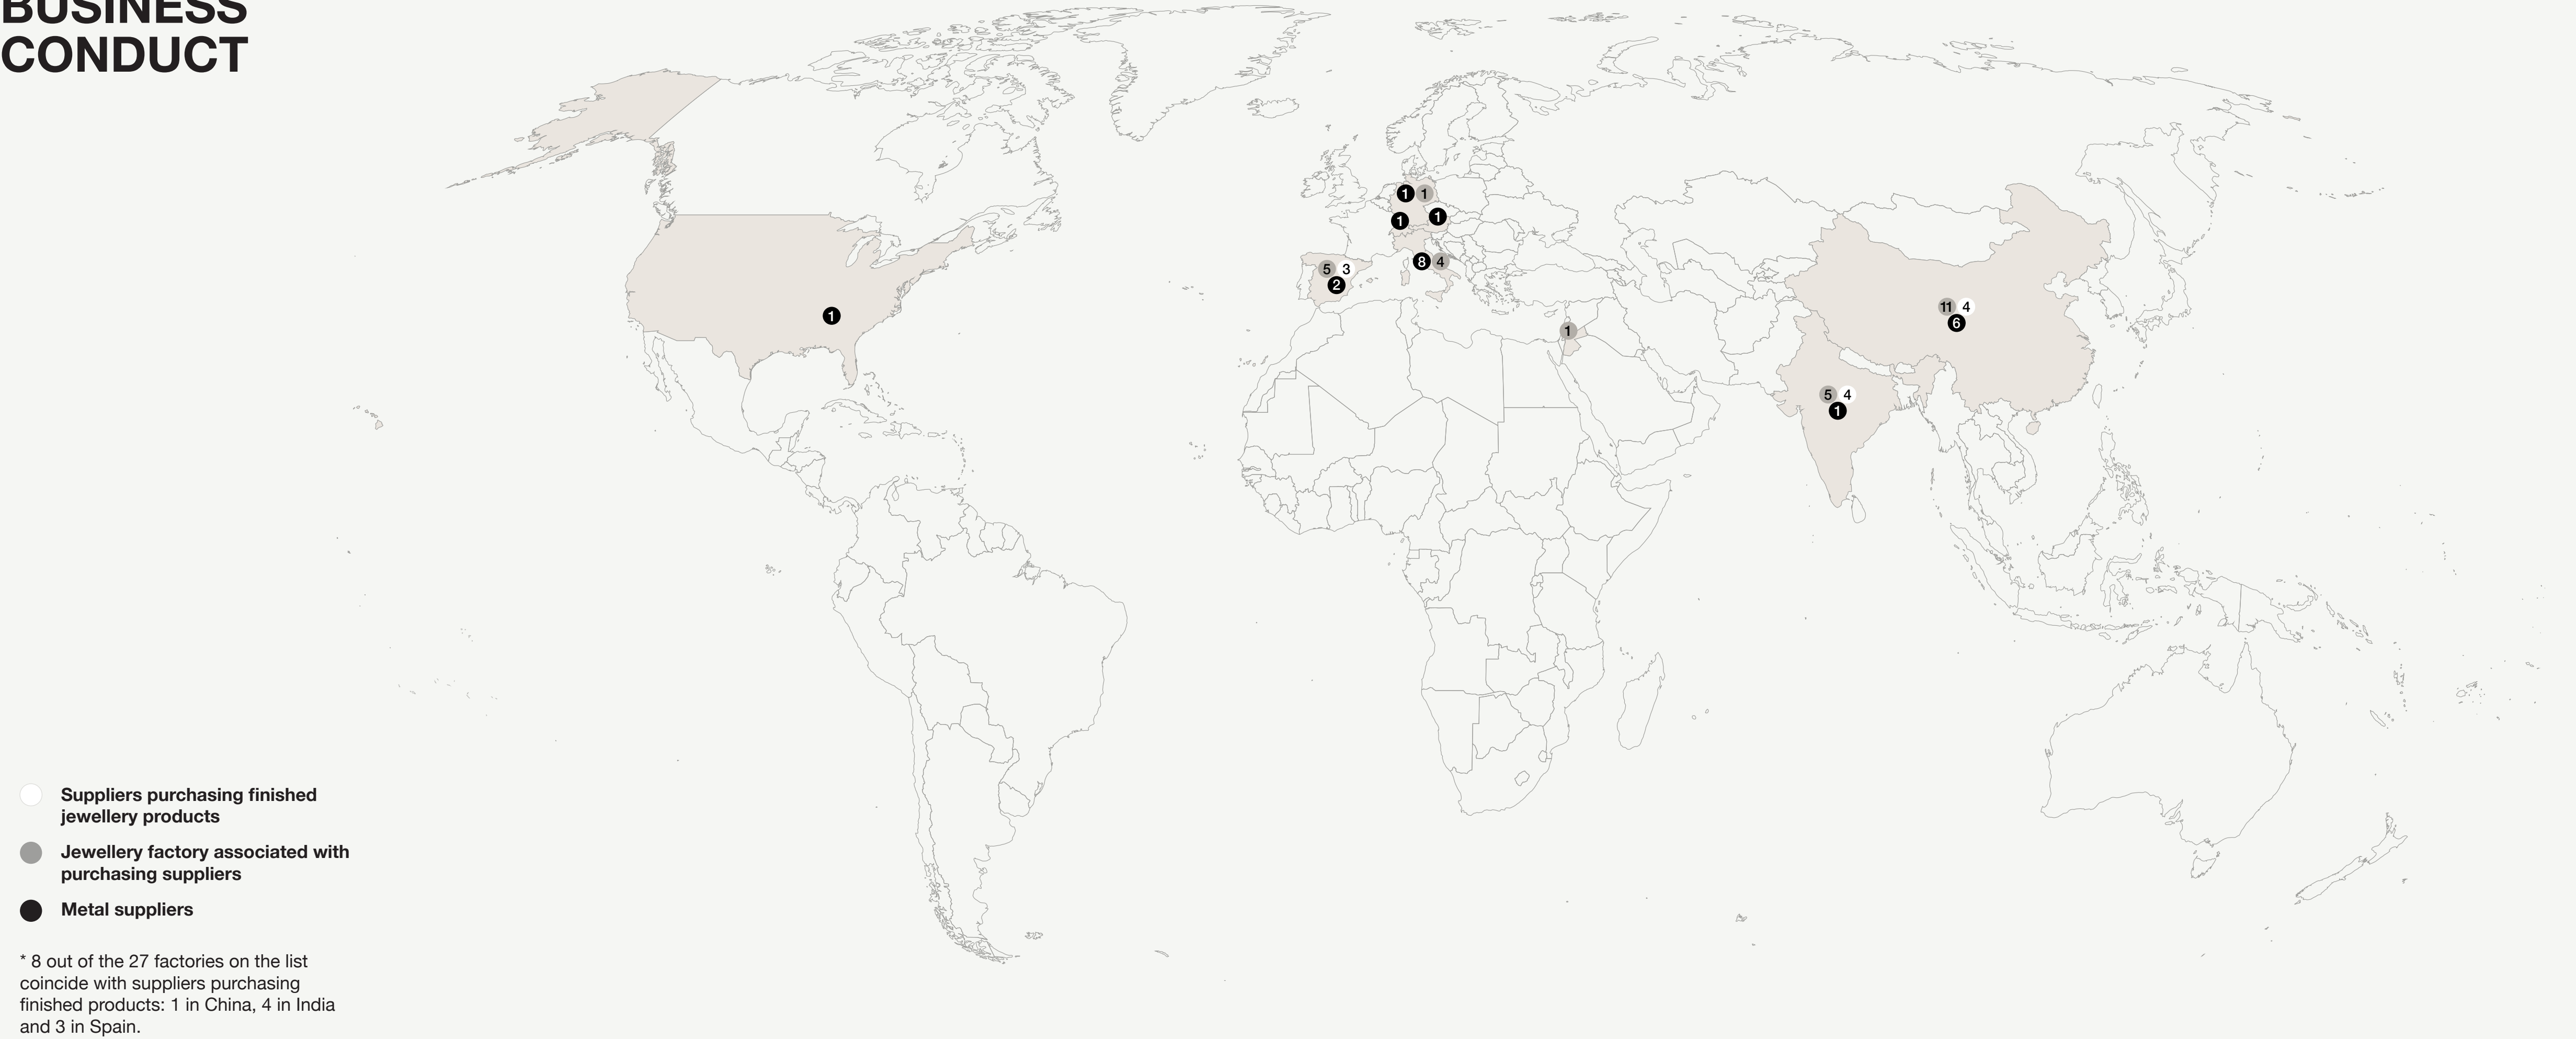 BUSINESS
CONDUCT
1 1
1 1
8 4
5 3
2
1
1
11 4
6
5 4
1
Suppliers purchasing finished
jewellery products
Jewellery factory associated with
purchasing suppliers
Metal suppliers
* 8 out of the 27 factories on the list
coincide with suppliers purchasing
finished products: 1 in China, 4 in India
and 3 in Spain.